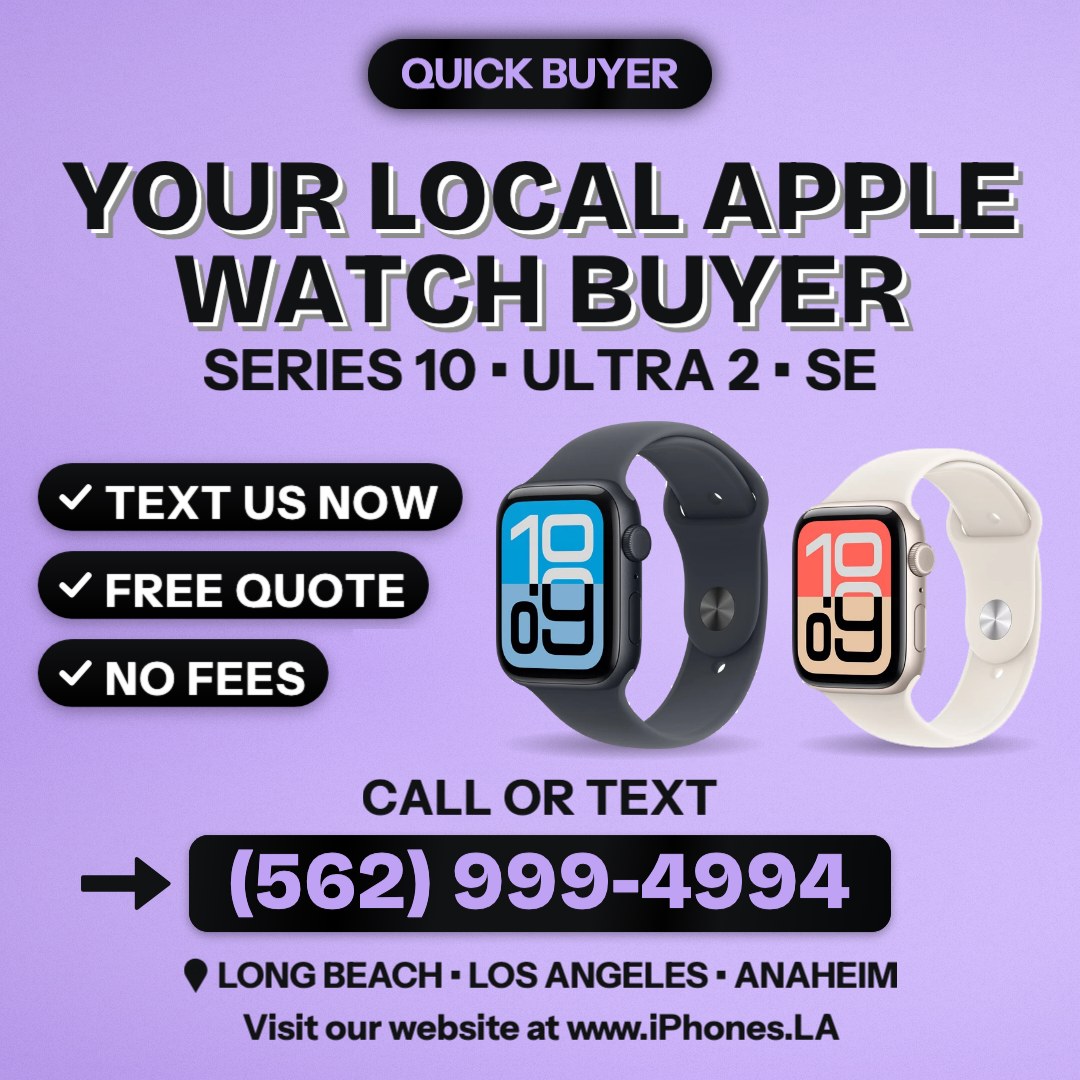 QUICK BUYER
YOUR LOCAL APPLE
WATCH BUYER
SERIES 10 ▪ ULTRA 2 ▪ SE
✓ TEXT US NOW
✓ FREE QUOTE
✓ NO FEES
10
09
10
09
CALL OR TEXT
(562) 999-4994
LONG BEACH ▪ LOS ANGELES ▪ ANAHEIM
Visit our website at www.iPhones.LA